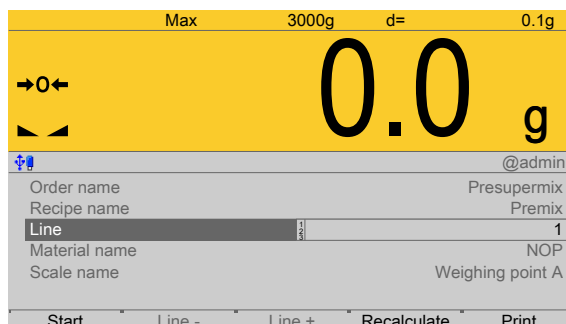 Max 3000g d= 0.1g
→0←
0.0 g
@admin
Order name Presupermix
Recipe name Premix
Line 1
Material name NOP
Scale name Weighing point A
Start Line - Line + Recalculate Print